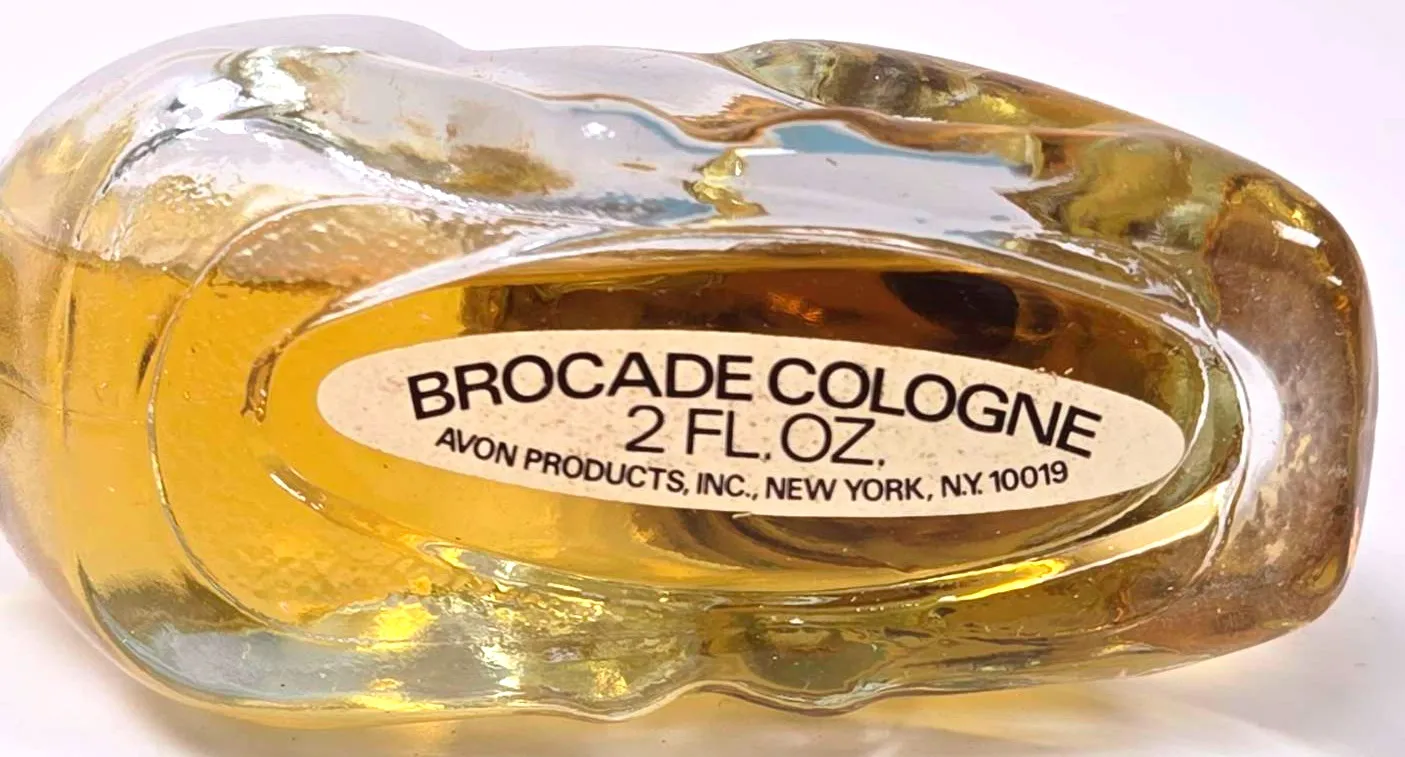 BROCADE COLOGNE
2 FL. OZ.
AVON PRODUCTS, INC., NEW YORK, N.Y. 10019